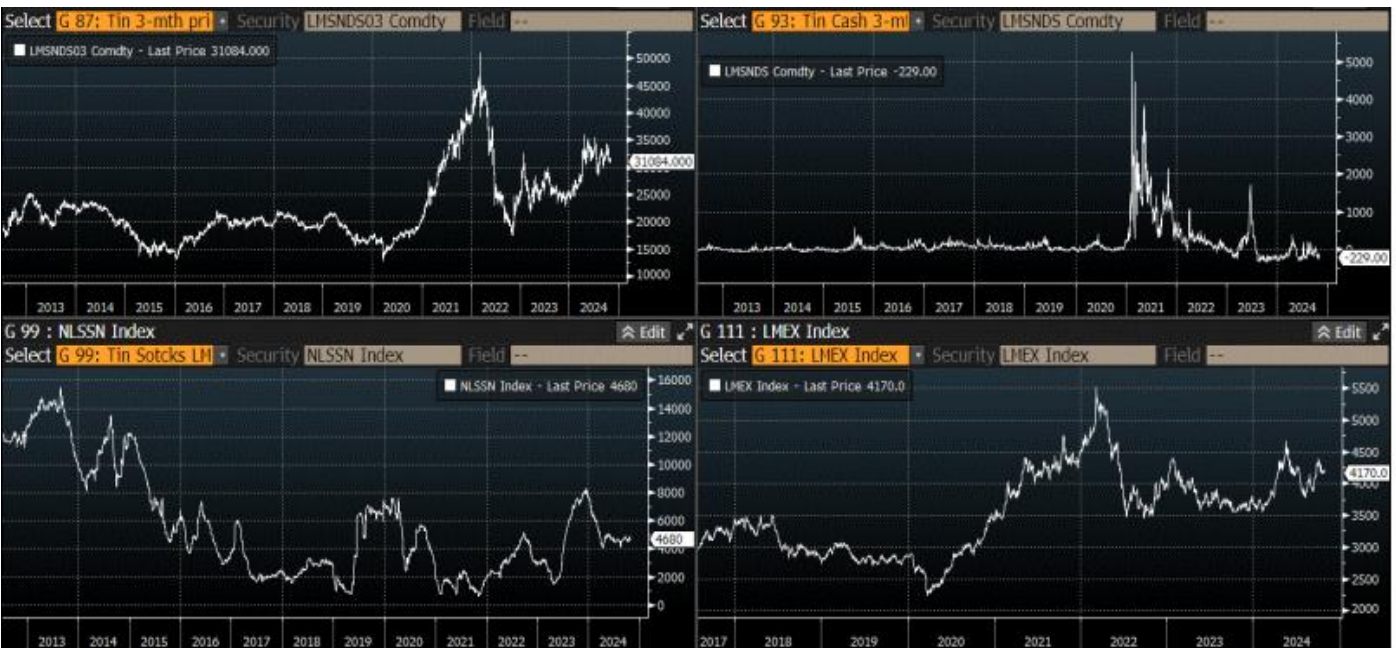 Select G 87: Tin 3-mth pri Security LMSNDS03 Comdty Field --
LMSNDS03 Comdty - Last Price 31084.000
50000
45000
40000
35000
31084.000
25000
20000
15000
10000
2013 2014 2015 2016 2017 2018 2019 2020 2021 2022 2023 2024
Select G 93: Tin Cash 3-m Security LMSNDS Comdty Field --
LMSNDS Comdty - Last Price -229.00
5000
4000
3000
2000
1000
0
-229.00
2013 2014 2015 2016 2017 2018 2019 2020 2021 2022 2023 2024
G 99 : NLSSN Index Edit
Select G 99: Tin Sotcks LM Security NLSSN Index Field --
NLSSN Index - Last Price 4680
16000
14000
12000
10000
8000
6000
4680
4000
2000
0
2013 2014 2015 2016 2017 2018 2019 2020 2021 2022 2023 2024
G 111 : LMEX Index Edit
Select G 111: LMEX Index Security LMEX Index Field --
LMEX Index - Last Price 4170.0
5500
5000
4500
4170.0
4000
3500
3000
2500
2000
2017 2018 2019 2020 2021 2022 2023 2024